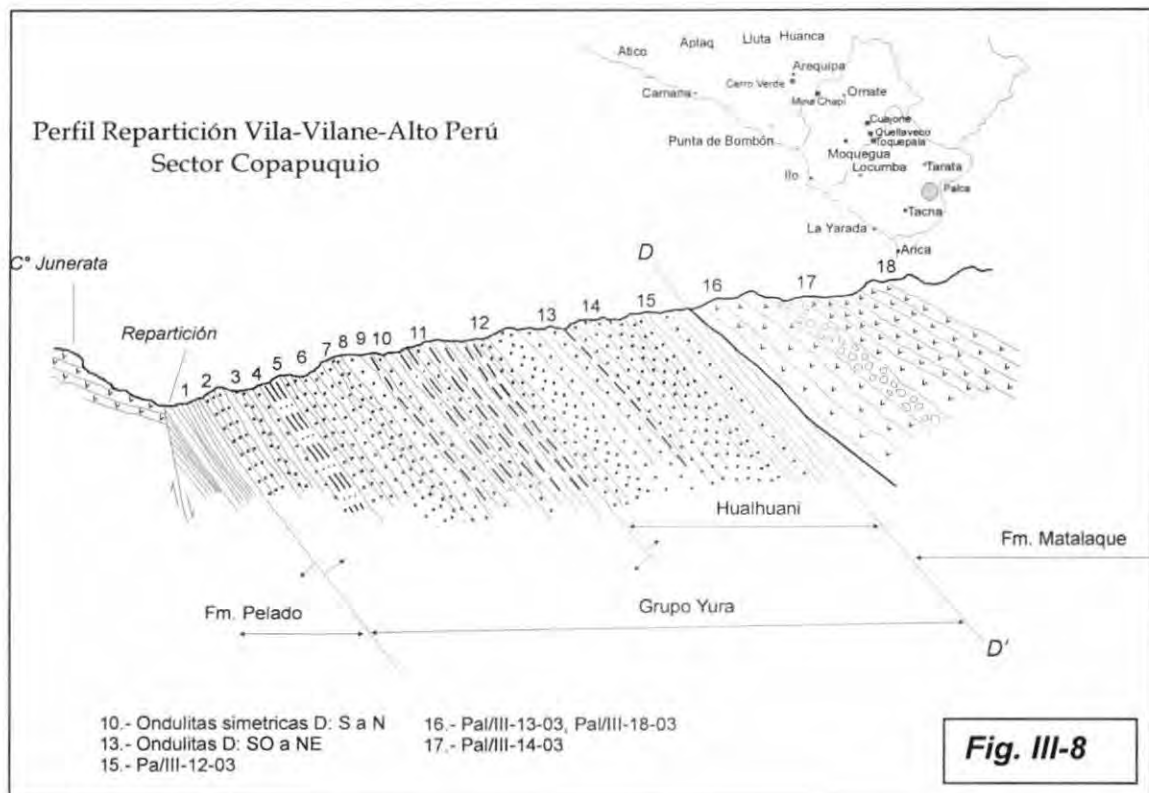 Perfil Repartición Vila-Vilane-Alto Perú
Sector Copapuquio
Atico
Aplaq
Lluta
Huanca
Arequipa
Cerro Verde
Camana
Mina Chapi
Ornate
Cuajone
Quellaveco
Toquepala
Punta de Bombón
Moquegua
Tarata
Locumba
Ilo
Palca
Tacna
La Yarada
Arica
C° Junerata
Repartición
D
1 2 3 4 5 6 7 8 9 10 11 12 13 14 15 16 17 18
Hualhuani
Fm. Matalaque
Fm. Pelado
Grupo Yura
D'
10.- Ondulitas simetricas D: S a N
13.- Ondulitas D: SO a NE
15.- Pa/III-12-03
16.- Pal/III-13-03, Pal/III-18-03
17.- Pal/III-14-03
Fig. III-8